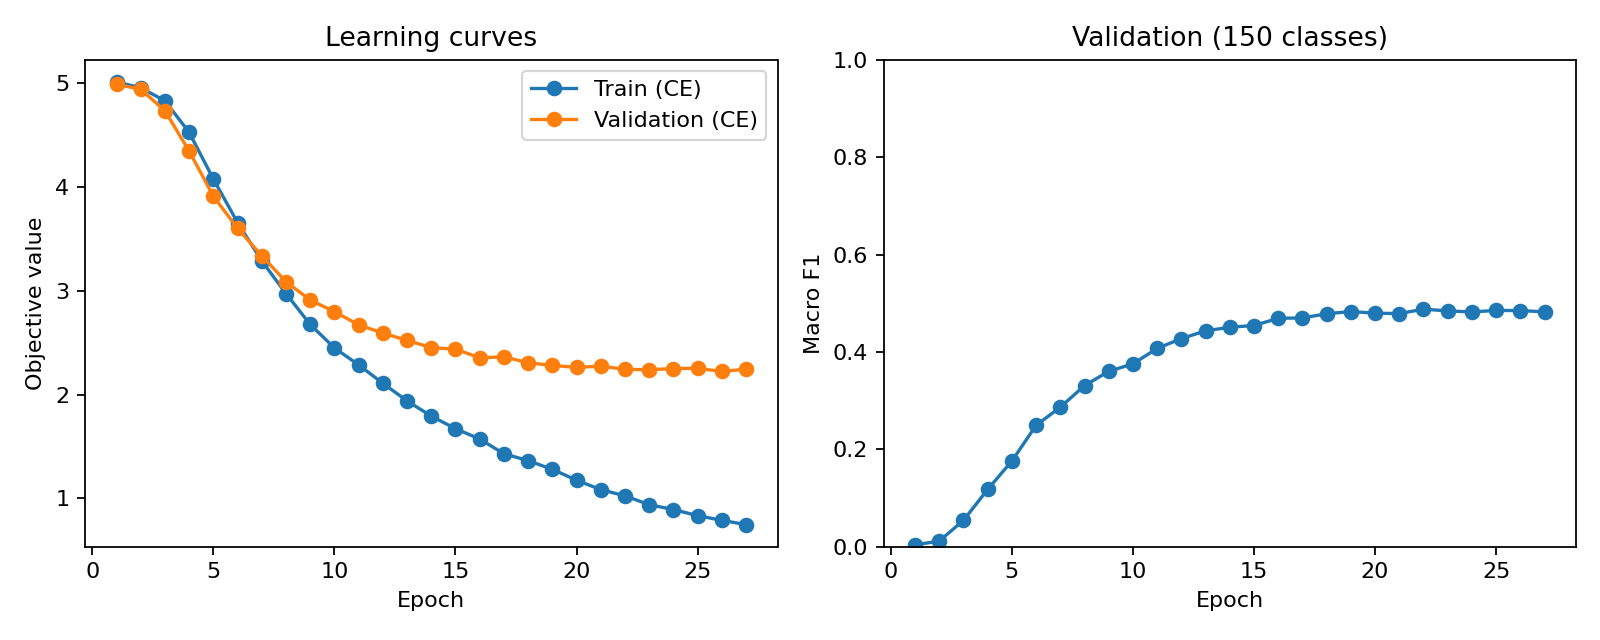 Learning curves
Train (CE)
Validation (CE)
5
4
3
2
1
Objective value
0
5
10
15
20
25
Epoch
Validation (150 classes)
1.0
0.8
0.6
0.4
0.2
0.0
Macro F1
0
5
10
15
20
25
Epoch